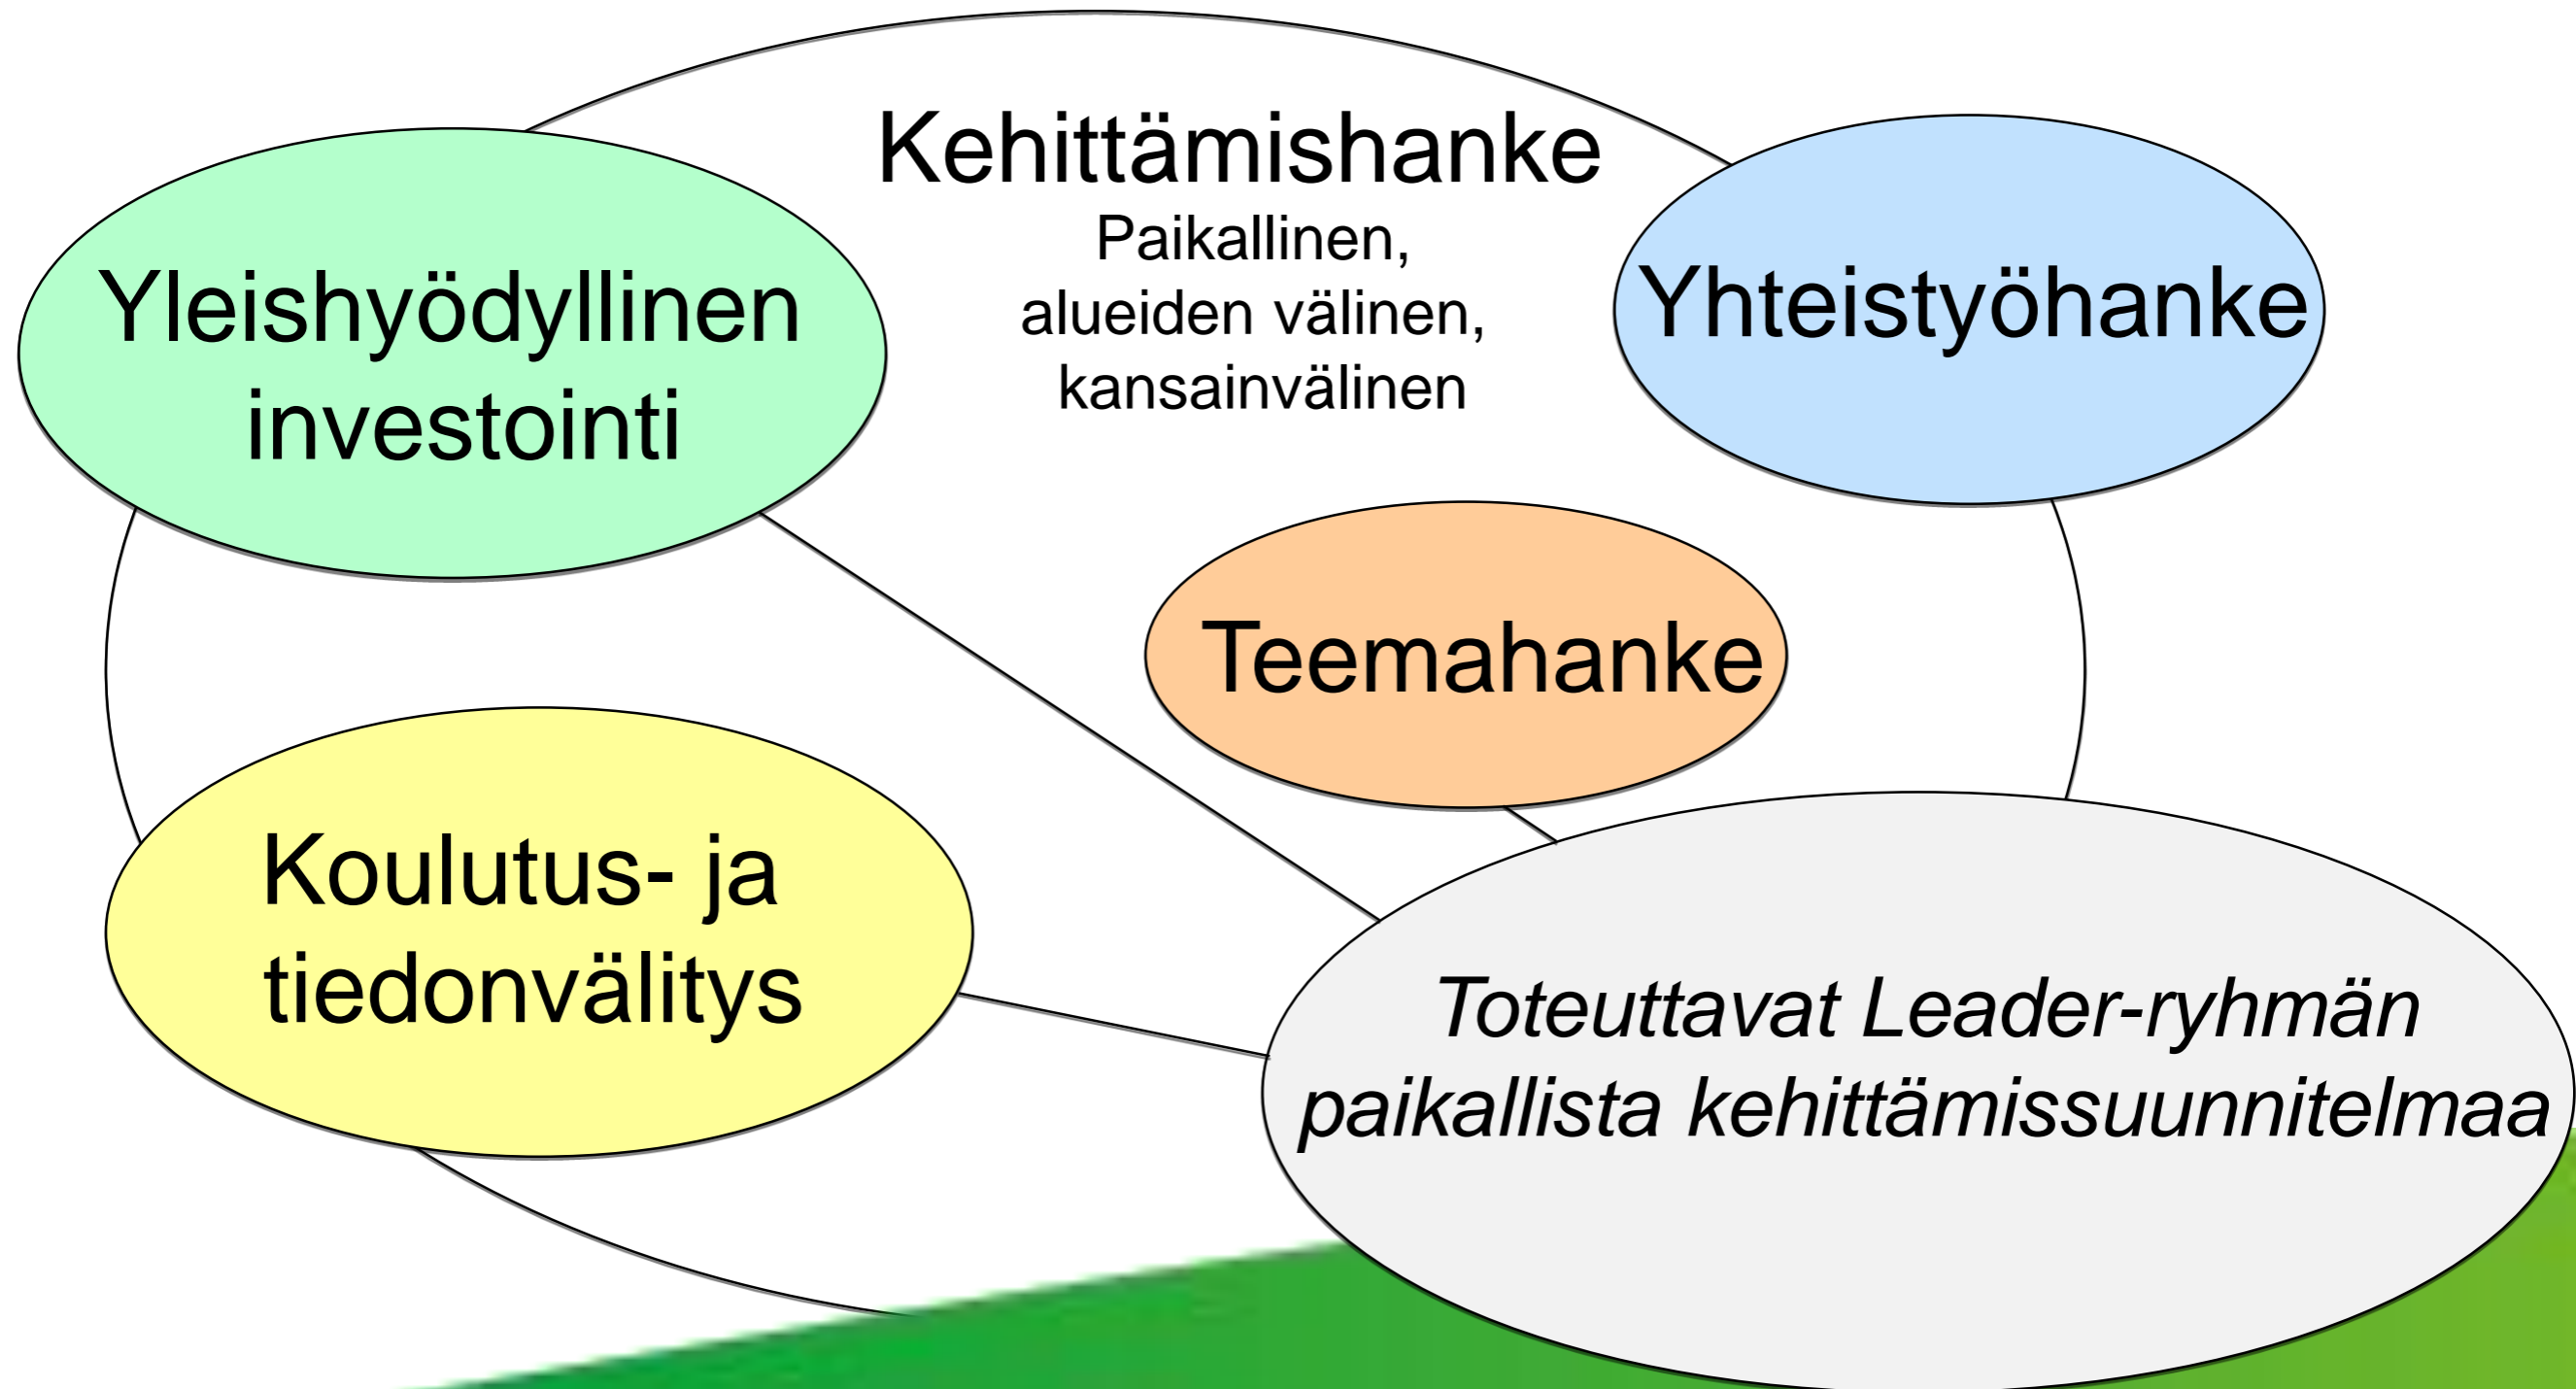 Kehittämishanke
Paikallinen,
alueiden välinen,
kansainvälinen
Yleishyödyllinen
investointi
Yhteistyöhanke
Teemahanke
Koulutus- ja
tiedonvälitys
Toteuttavat Leader-ryhmän
paikallista kehittämissuunnitelmaa